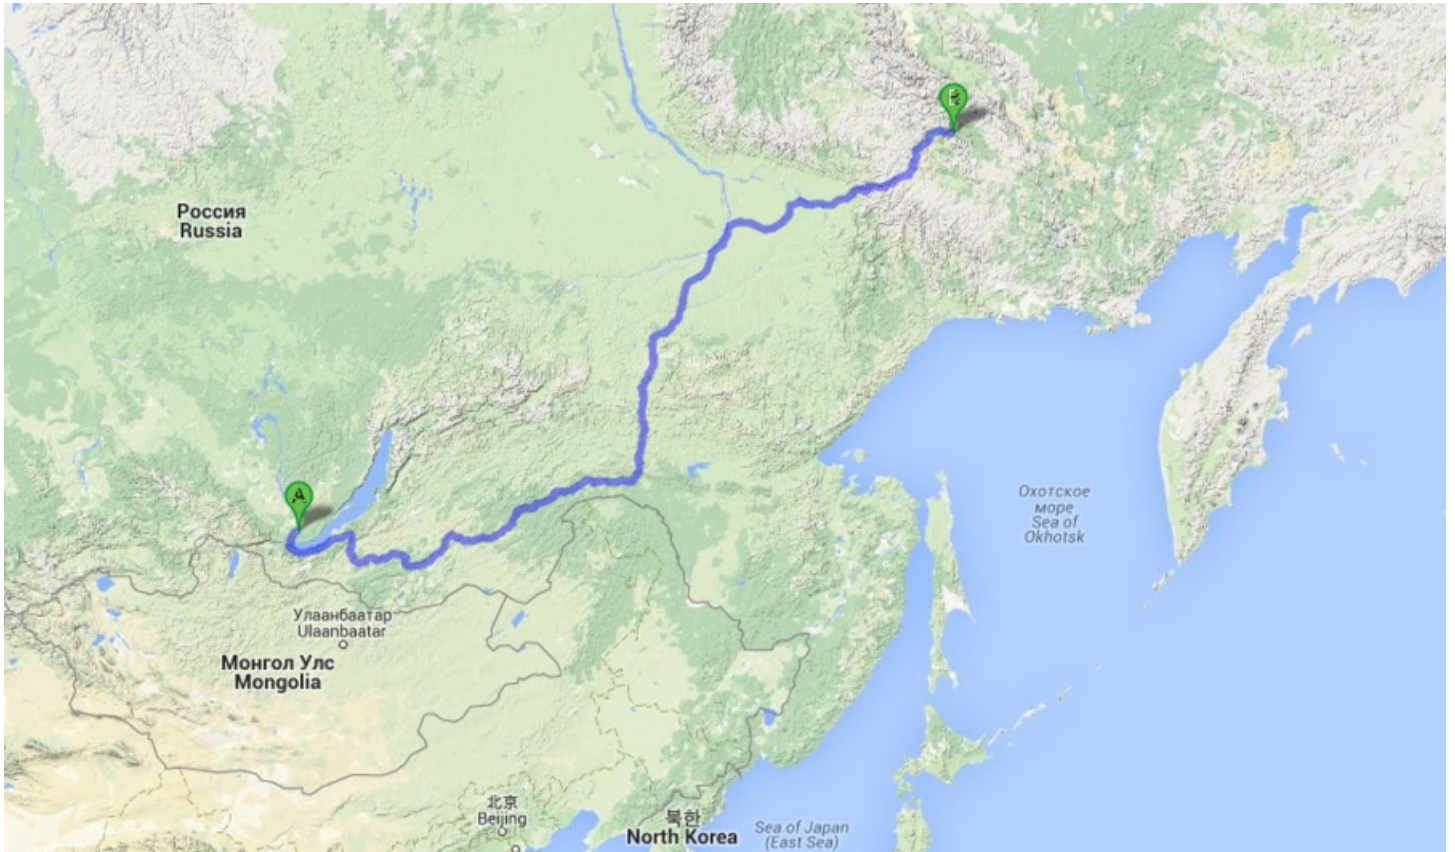 A
B
Россия
Russia
Охотское
море
Sea of
Okhotsk
Улаанбаатар
Ulaanbaatar
Монгол Улс
Mongolia
北京
Beijing
북한
North Korea
Sea of Japan
(East Sea)